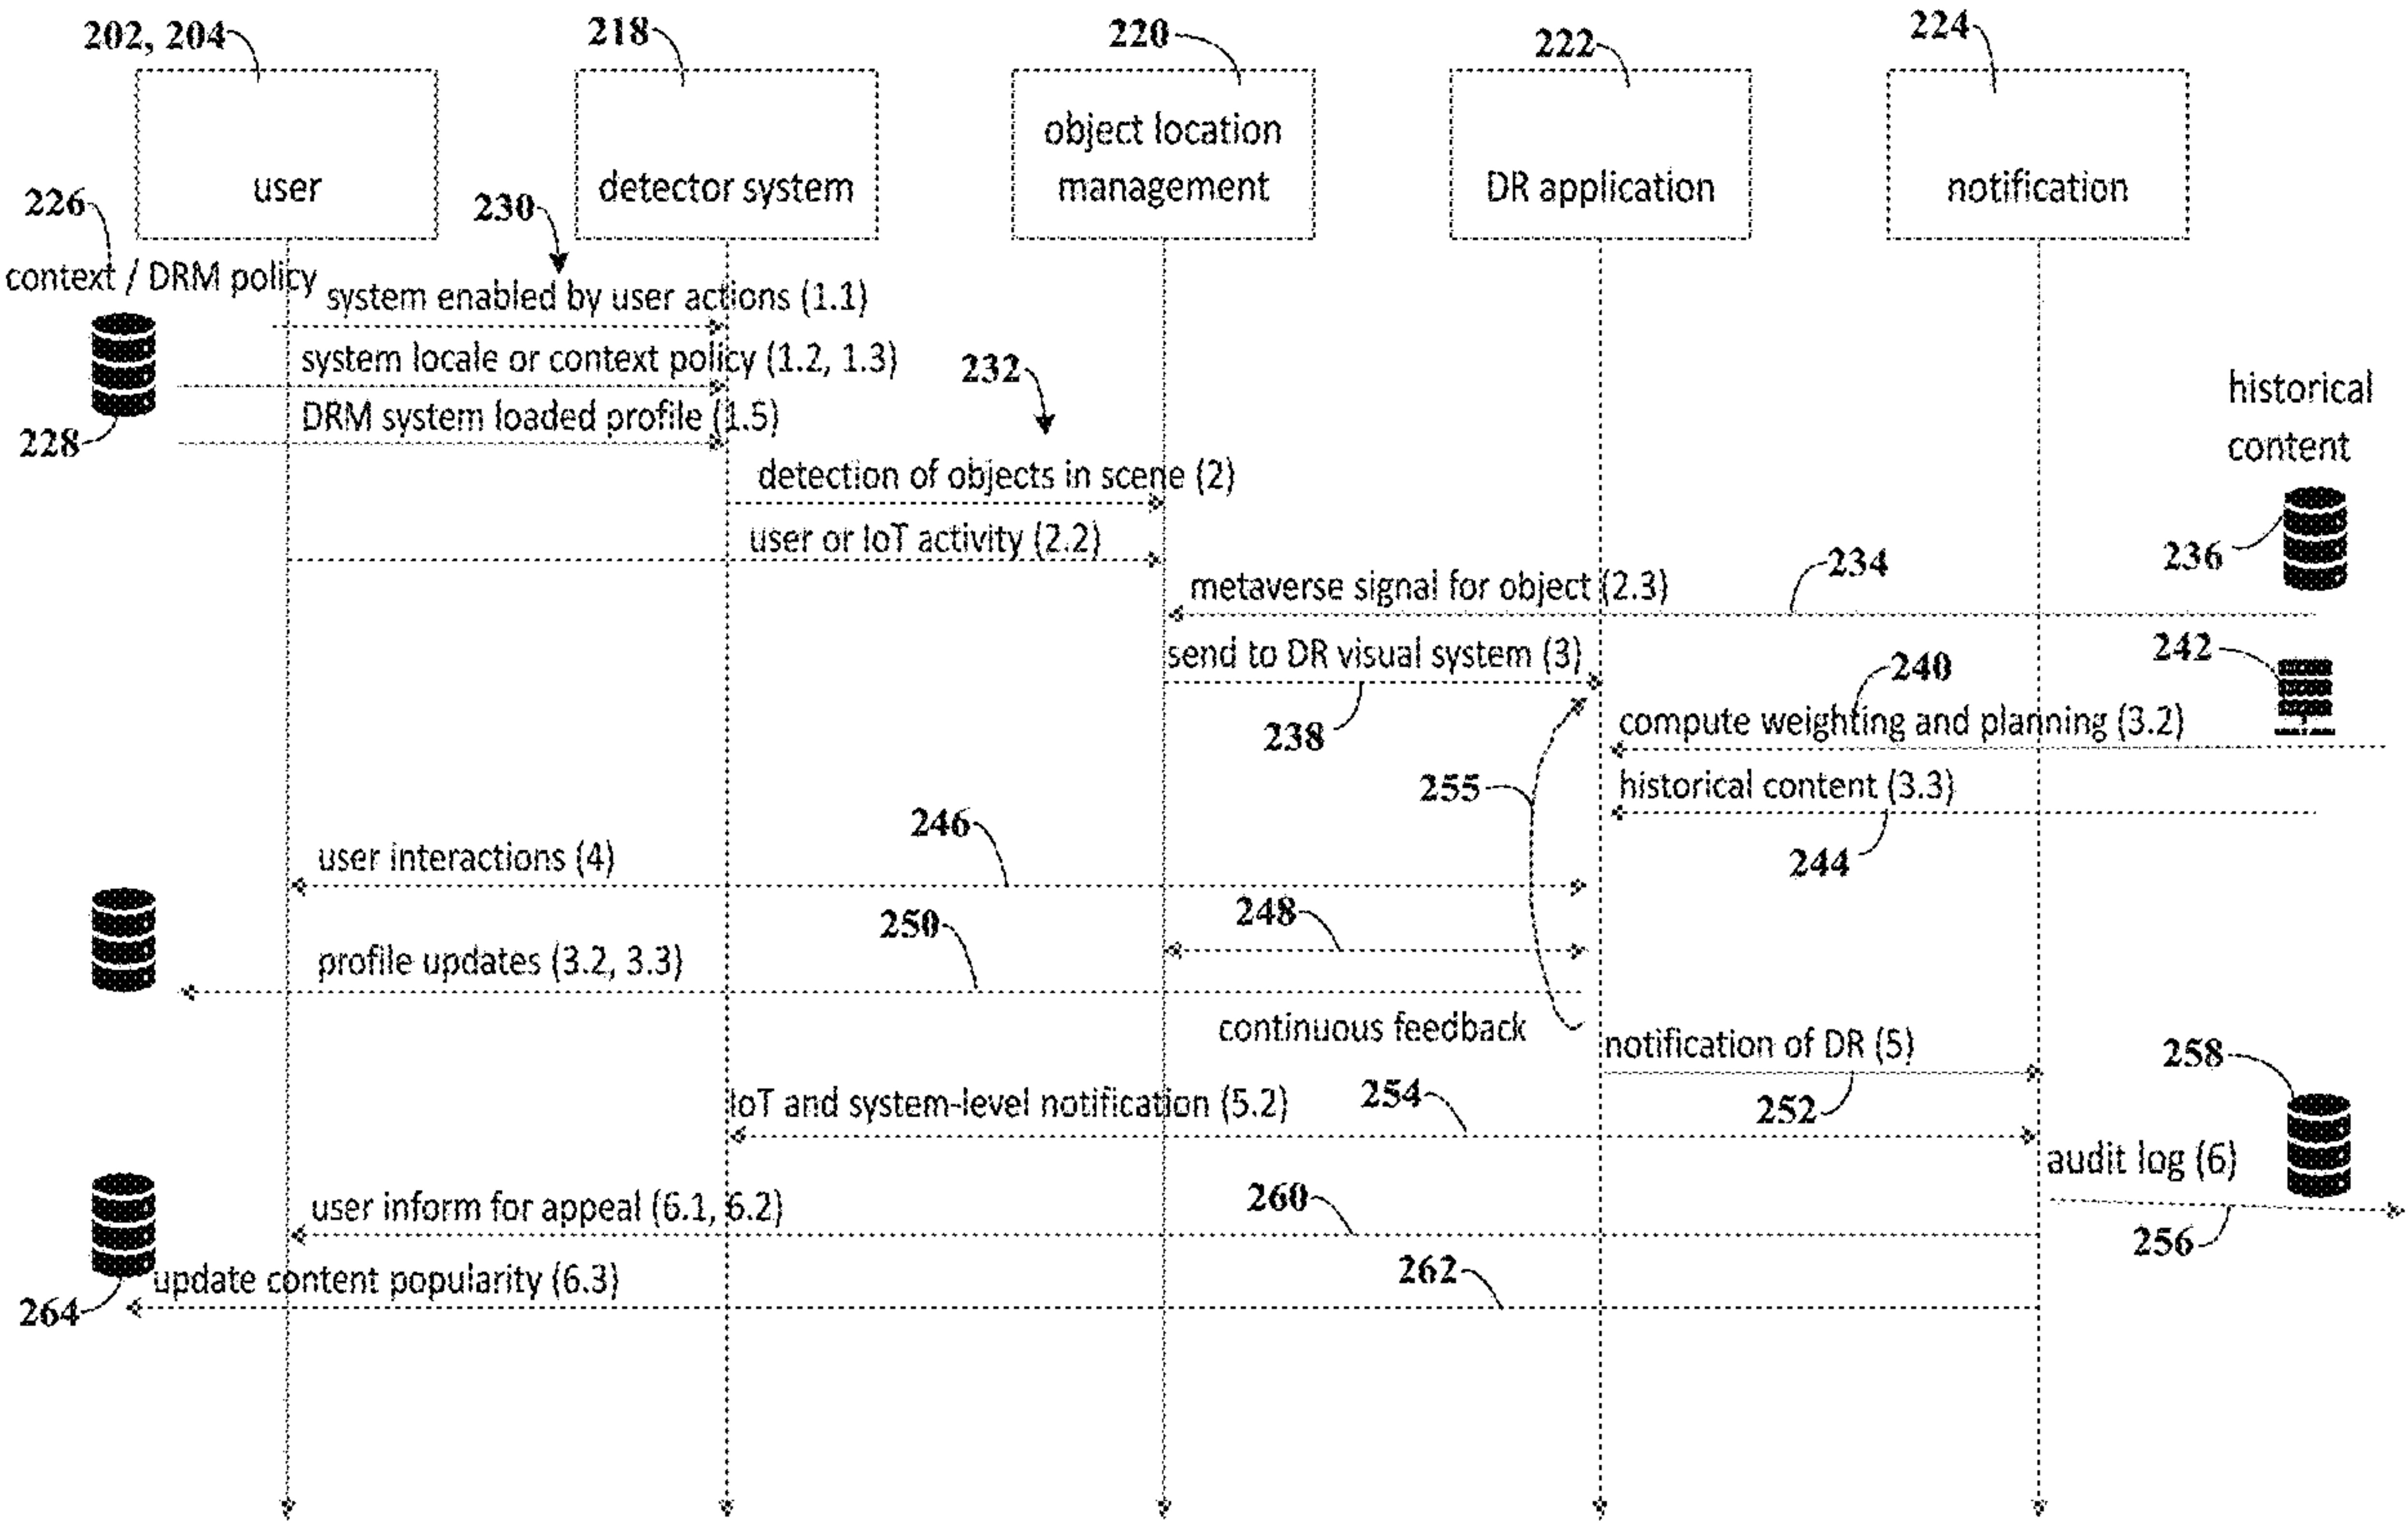 202, 204
218
220
222
224
user
detector system
object location
management
DR application
notification
226
230
context / DRM policy
system enabled by user actions (1.1)
system locale or context policy (1.2, 1.3)
232
historical
content
DRM system loaded profile (1.5)
228
detection of objects in scene (2)
user or IoT activity (2.2)
236
234
metaverse signal for object (2.3)
send to DR visual system (3)
242
240
238
compute weighting and planning (3.2)
255
historical content (3.3)
246
244
user interactions (4)
248
250
profile updates (3.2, 3.3)
continuous feedback
notification of DR (5)
258
IoT and system-level notification (5.2)
254
252
audit log (6)
user inform for appeal (6.1, 6.2)
260
256
update content popularity (6.3)
262
264